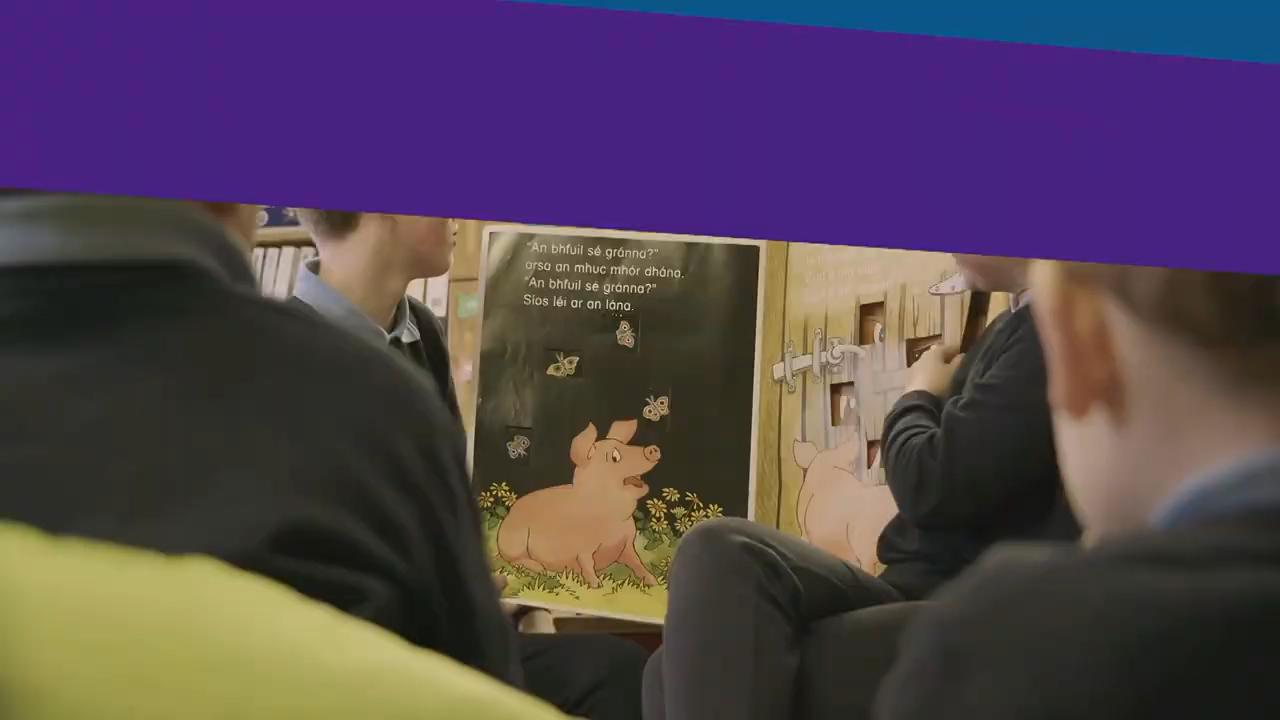 "An bhfuil sé gránna?"
arsa an mhuc mhór dhána.
"An bhfuil sé gránna?"
Síos léi ar an lána.